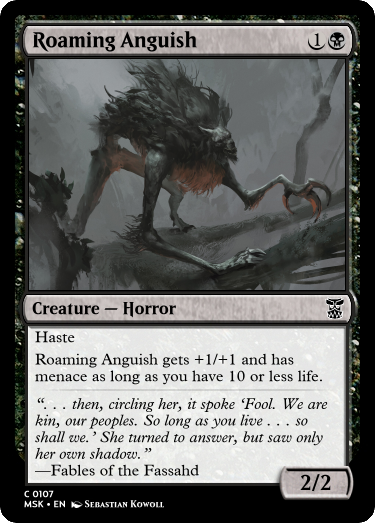 Roaming Anguish 1
Creature — Horror
Haste
Roaming Anguish gets +1/+1 and has
menace as long as you have 10 or less life.
“. . . then, circling her, it spoke ‘Fool. We are
kin, our peoples. So long as you live . . . so
shall we.’ She turned to answer, but saw only
her own shadow.”
—Fables of the Fassahd
2/2
C 0107
MSK • EN Sebastian Kowoll